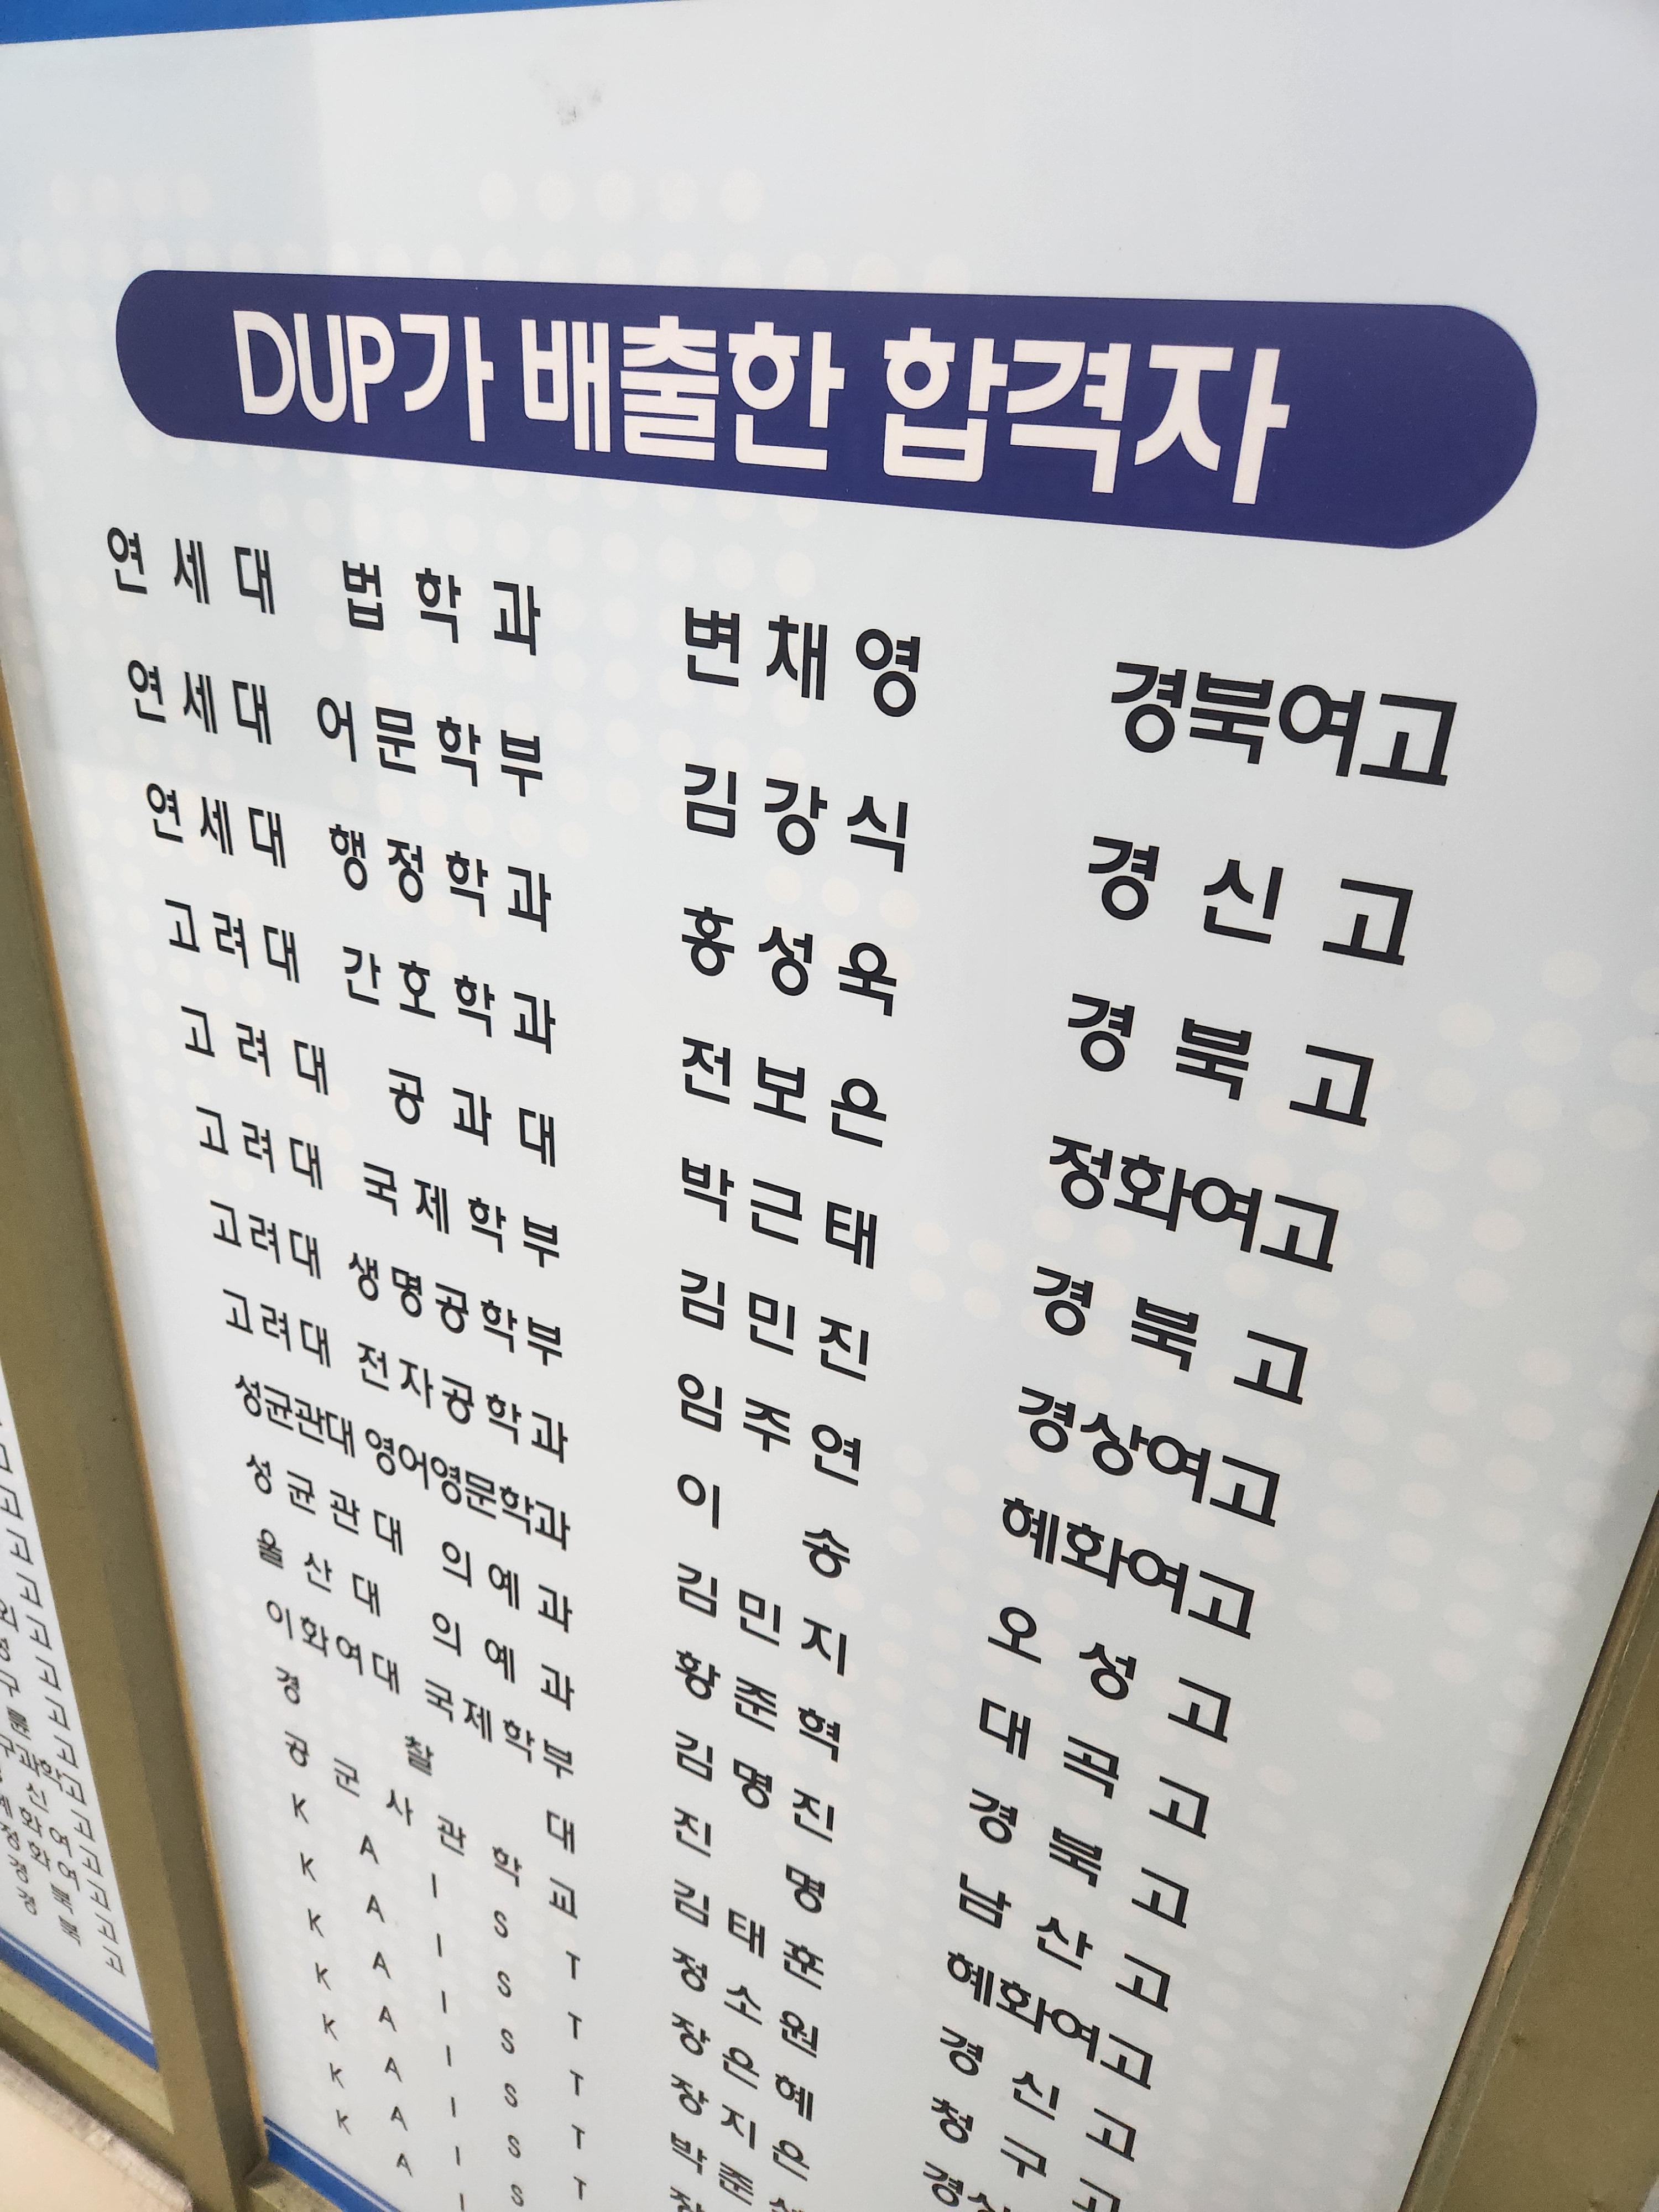 DUP가 배출한 합격자
연세대 법학과 변채영 경북여고
연세대 어문학부 김강식 경신고
연세대 행정학과 홍성욱 경북고
고려대 간호학과 전보은 정화여고
고려대 공과대 박근태 경북고
고려대 국제학부 김민진 경상여고
고려대 생명공학부 임주연 혜화여고
고려대 전자공학과 이송 오성고
성균관대 영어영문학과 김민지 대곡고
성균관대 의예과 황준혁 경북고
울산대 의예과 김명진 남산고
이화여대 국제학부 진명 혜화여고
경찰대 김태훈 경신고
공군사관학교 정소원 청구고
KAIST 장은혜
KAIST 장지은
KAIST
KAIST
KAIST
KAIST